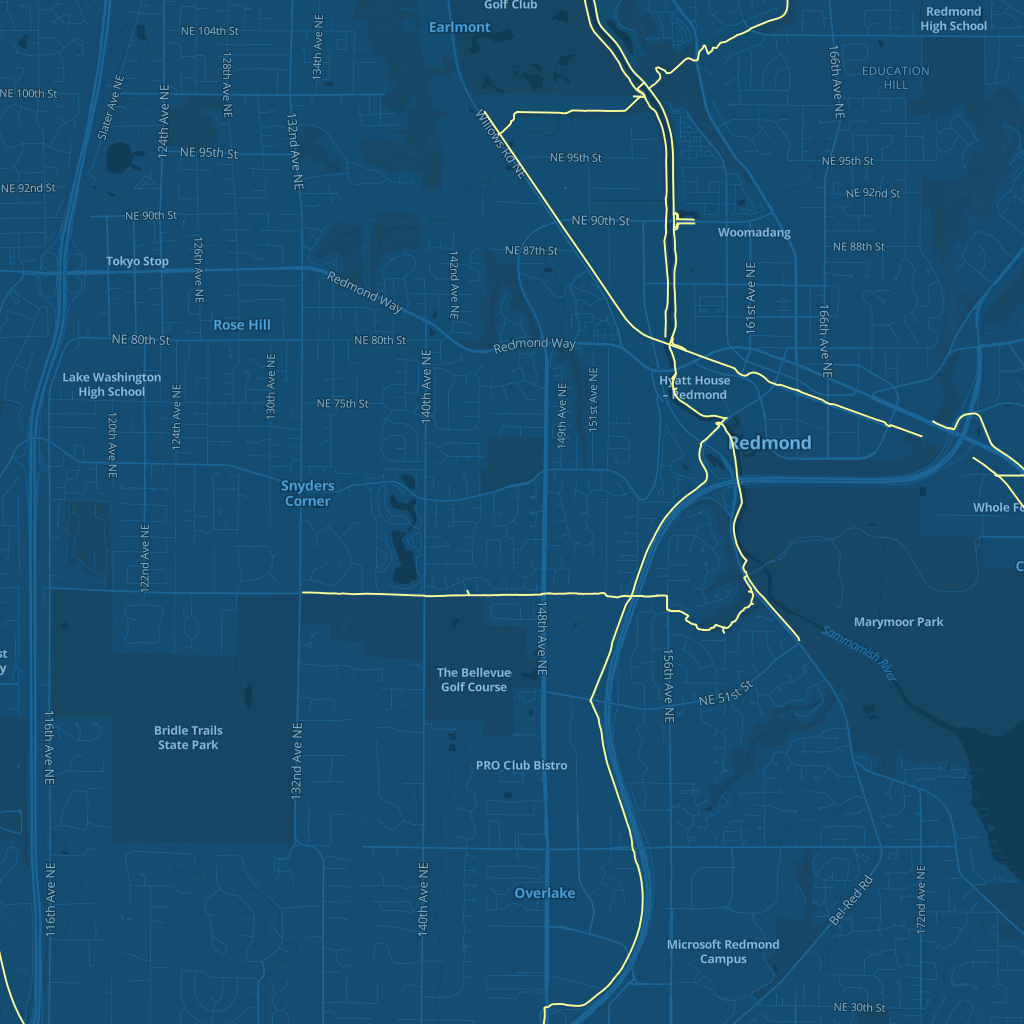 Golf Club
Redmond
High School
Earlmont
NE 104th St
134th Ave NE
128th Ave NE
Slater Ave NE
166th Ave NE
EDUCATION
HILL
NE 100th St
124th Ave NE
132nd Ave NE
Willows Rd NE
NE 95th St
NE 95th St
NE 95th St
NE 92nd St
NE 92nd St
NE 90th St
NE 90th St
Woomadang
NE 88th St
NE 87th St
Tokyo Stop
126th Ave NE
142nd Ave NE
161st Ave NE
166th Ave NE
Redmond Way
Rose Hill
NE 80th St
NE 80th St
Redmond Way
Lake Washington
High School
130th Ave NE
140th Ave NE
Hyatt House
– Redmond
151st Ave NE
149th Ave NE
124th Ave NE
NE 75th St
120th Ave NE
Redmond
Snyders
Corner
Whole Fo
122nd Ave NE
C
148th Ave NE
Marymoor Park
Sammamish River
st
y
The Bellevue
Golf Course
156th Ave NE
NE 51st St
116th Ave NE
Bridle Trails
State Park
132nd Ave NE
PRO Club Bistro
Overlake
116th Ave NE
140th Ave NE
Bel-Red Rd
172nd Ave NE
Microsoft Redmond
Campus
NE 30th St